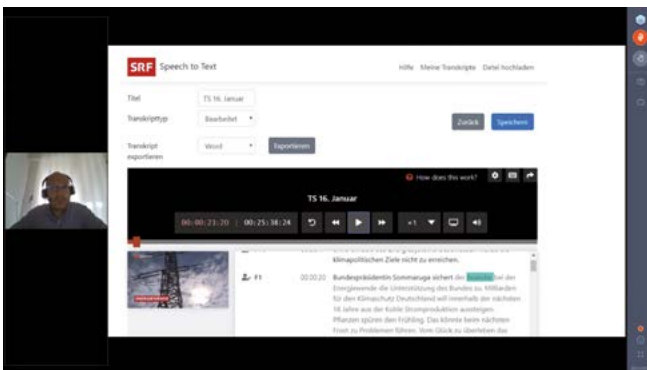 SRF Speech to Text
Hilfe Meine Transkripte Datei hochladen
Titel TS 16. Januar
Transkripttyp Bearbeitet Zurück Speichern
Transkript exportieren Word Exportieren
How does this work?
TS 16. Januar
00:00:21:20 | 00:25:38:24 x1
klimapolitischen Ziele nicht zu erreichen.
F1 00:00:20 Bundespräsidentin Sommaruga sichert der bei der
Energiewende die Unterstützung des Bundes zu. Milliarden
für den Klimaschutz Deutschland will innerhalb der nächsten
18 Jahre aus der Kohle Stromproduktion aussteigen.
Pflanzen spüren den Frühling. Das könnte beim nächsten
Frost zu Problemen führen. Vom Glück zu überleben das